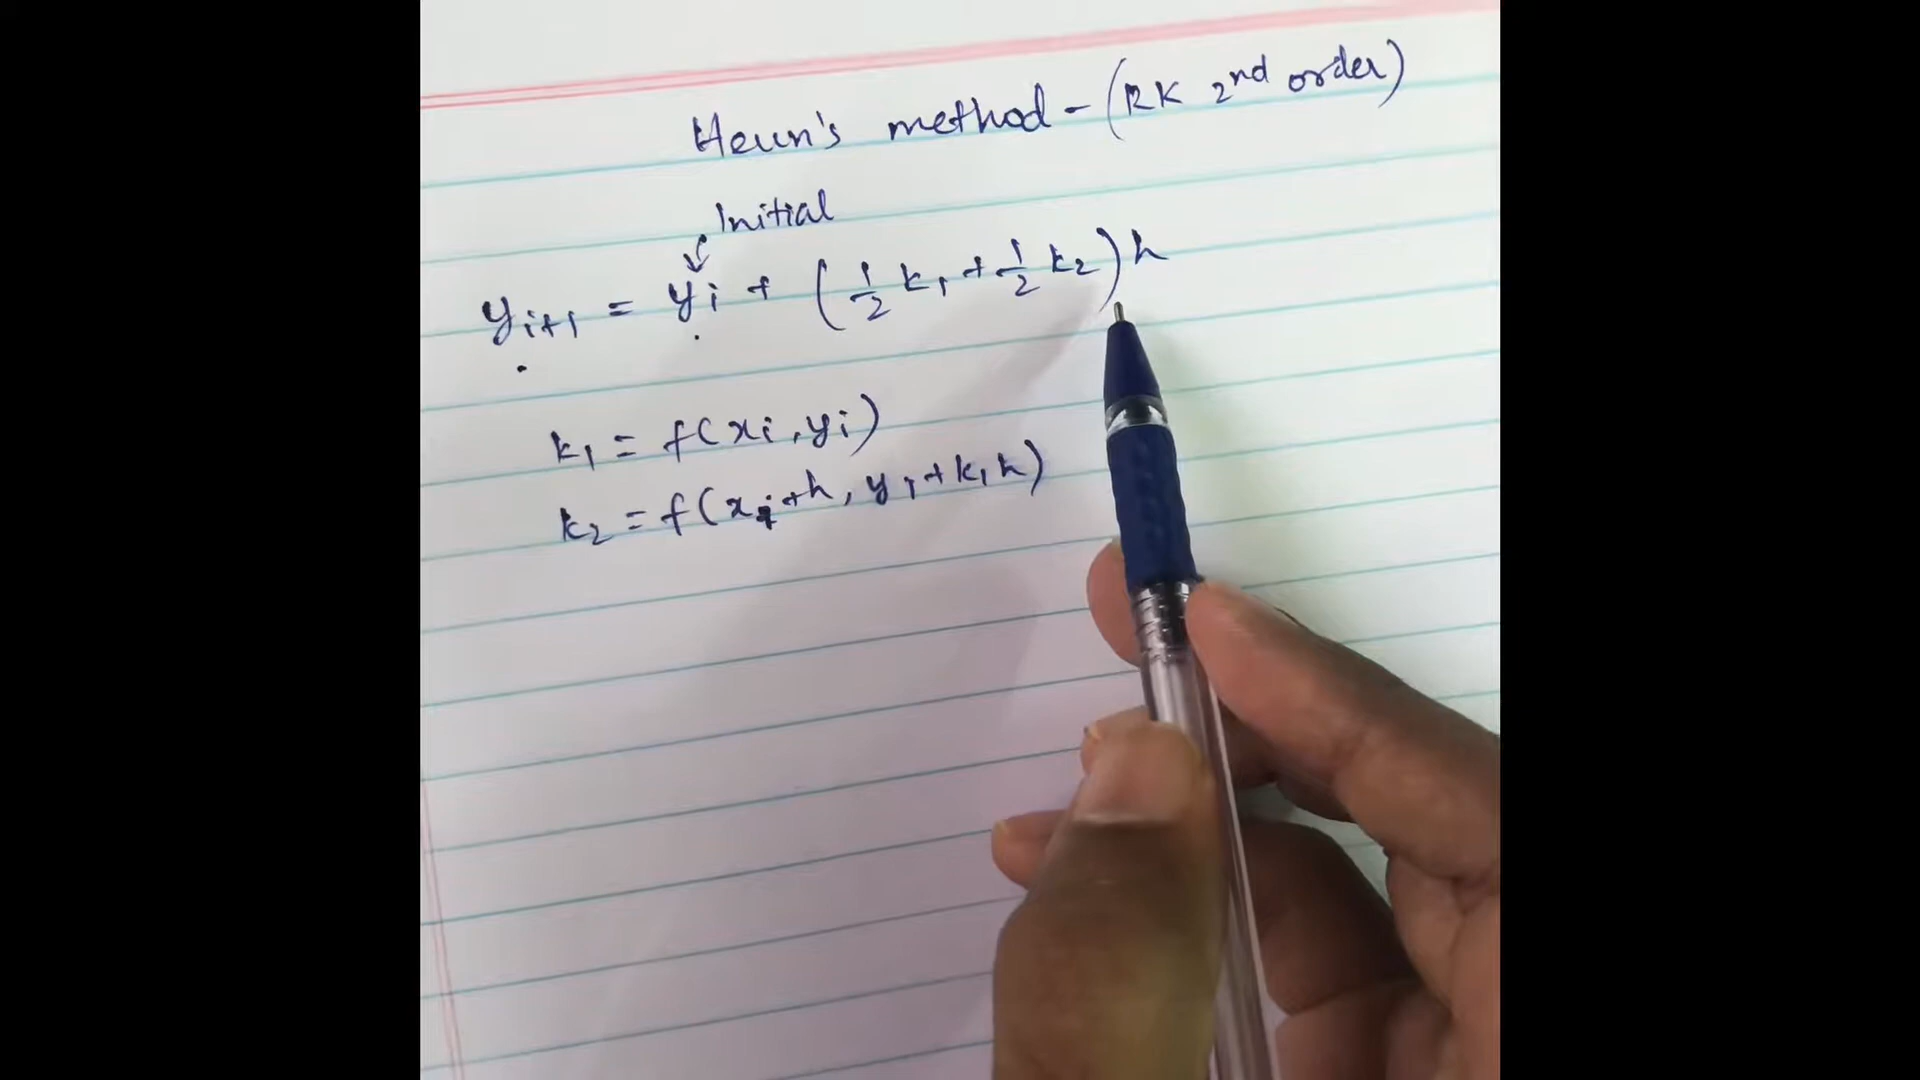 Heun's method - (RK 2nd order)
Initial
yi+1 = yi + (1/2 k1 + 1/2 k2)h
k1 = f(xi, yi)
k2 = f(xi+h, yi+k1h)